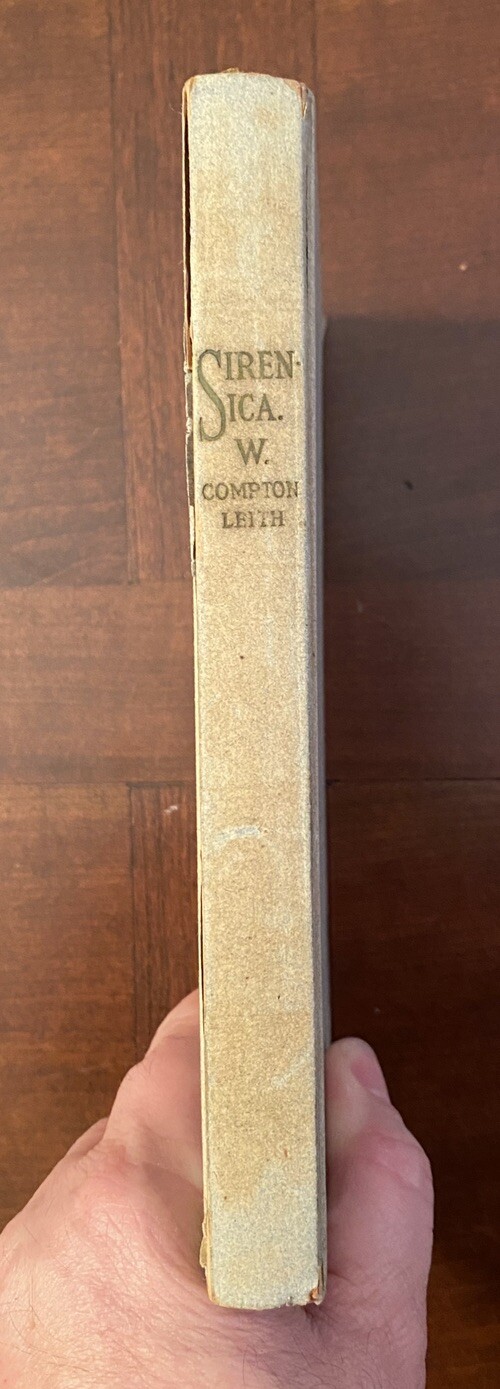 SIREN-
SICA.
W.
COMPTON
LEITH